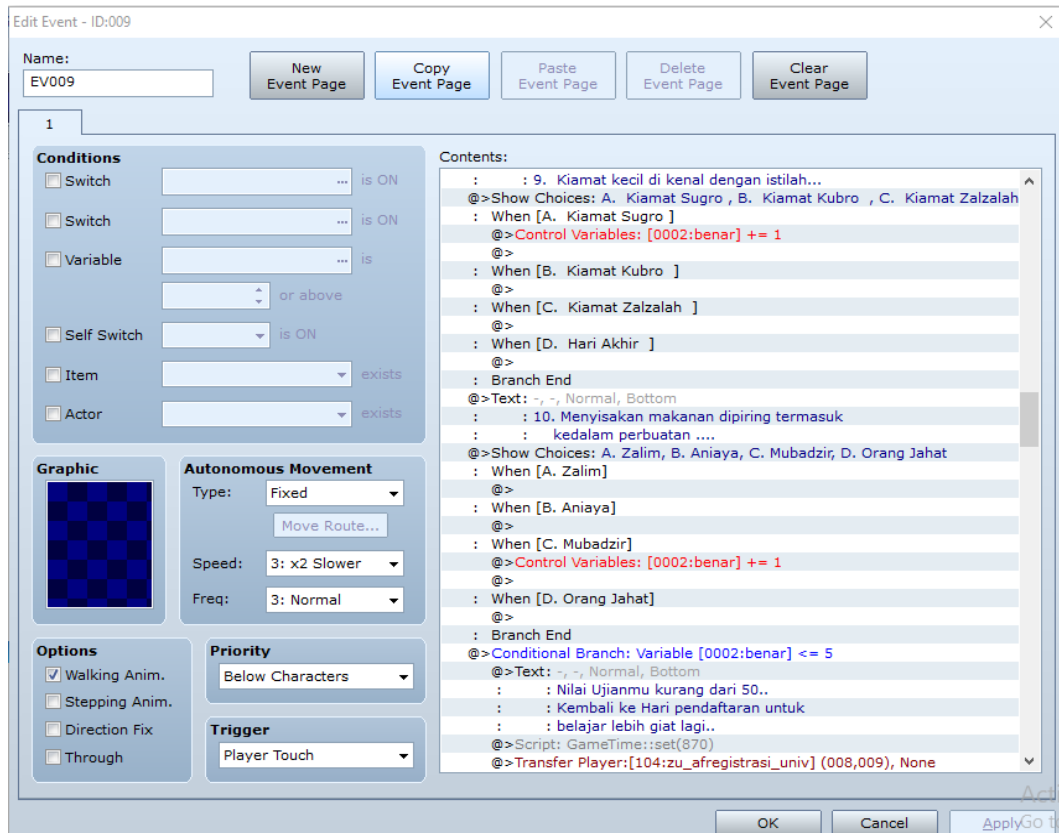 Edit Event - ID:009
Name:
EV009
New
Event Page
Copy
Event Page
Paste
Event Page
Delete
Event Page
Clear
Event Page
1
Conditions
Switch ... is ON
Switch ... is ON
Variable ... is
or above
Self Switch is ON
Item exists
Actor exists
Graphic
Autonomous Movement
Type: Fixed
Move Route...
Speed: 3: x2 Slower
Freq: 3: Normal
Options
Walking Anim.
Stepping Anim.
Direction Fix
Through
Priority
Below Characters
Trigger
Player Touch
Contents:
: : 9. Kiamat kecil di kenal dengan istilah...
@>Show Choices: A. Kiamat Sugro , B. Kiamat Kubro , C. Kiamat Zalzalah
: When [A. Kiamat Sugro ]
@>Control Variables: [0002:benar] += 1
@>
: When [B. Kiamat Kubro ]
@>
: When [C. Kiamat Zalzalah ]
@>
: When [D. Hari Akhir ]
@>
: Branch End
@>Text: -, -, Normal, Bottom
: : 10. Menyisakan makanan dipiring termasuk
: : kedalam perbuatan ....
@>Show Choices: A. Zalim, B. Aniaya, C. Mubadzir, D. Orang Jahat
: When [A. Zalim]
@>
: When [B. Aniaya]
@>
: When [C. Mubadzir]
@>Control Variables: [0002:benar] += 1
@>
: When [D. Orang Jahat]
@>
: Branch End
@>Conditional Branch: Variable [0002:benar] <= 5
@>Text: -, -, Normal, Bottom
: : Nilai Ujianmu kurang dari 50..
: : Kembali ke Hari pendaftaran untuk
: : belajar lebih giat lagi..
@>Script: GameTime::set(870)
@>Transfer Player:[104:zu_afregistrasi_univ] (008,009), None
OK
Cancel
Apply
Go t